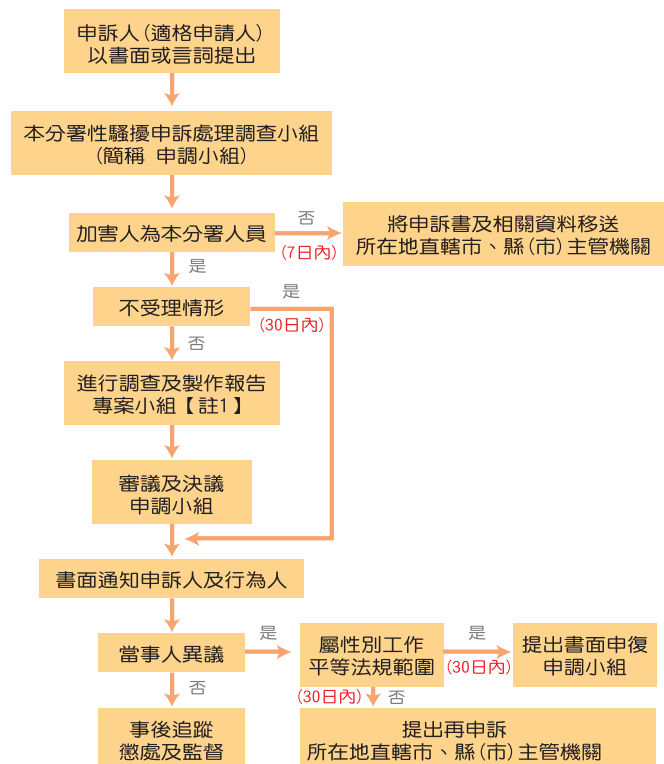 申訴人(適格申請人)
以書面或言詞提出
本分署性騷擾申訴處理調查小組
(簡稱 申調小組)
加害人為本分署人員
否
(7日內)
將申訴書及相關資料移送
所在地直轄市、縣(市)主管機關
是
不受理情形
是
(30日內)
否
進行調查及製作報告
專案小組【註1】
審議及決議
申調小組
書面通知申訴人及行為人
當事人異議
是
屬性別工作
平等法規範圍
是
(30日內)
提出書面申復
申調小組
否
(30日內)
否
事後追蹤
懲處及監督
提出再申訴
所在地直轄市、縣(市)主管機關